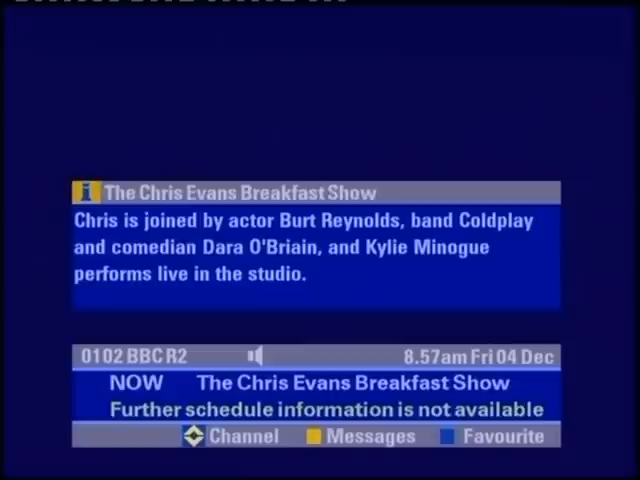 The Chris Evans Breakfast Show
Chris is joined by actor Burt Reynolds, band Coldplay
and comedian Dara O'Briain, and Kylie Minogue
performs live in the studio.
0102 BBC R2 8.57am Fri 04 Dec
NOW The Chris Evans Breakfast Show
Further schedule information is not available
Channel Messages Favourite